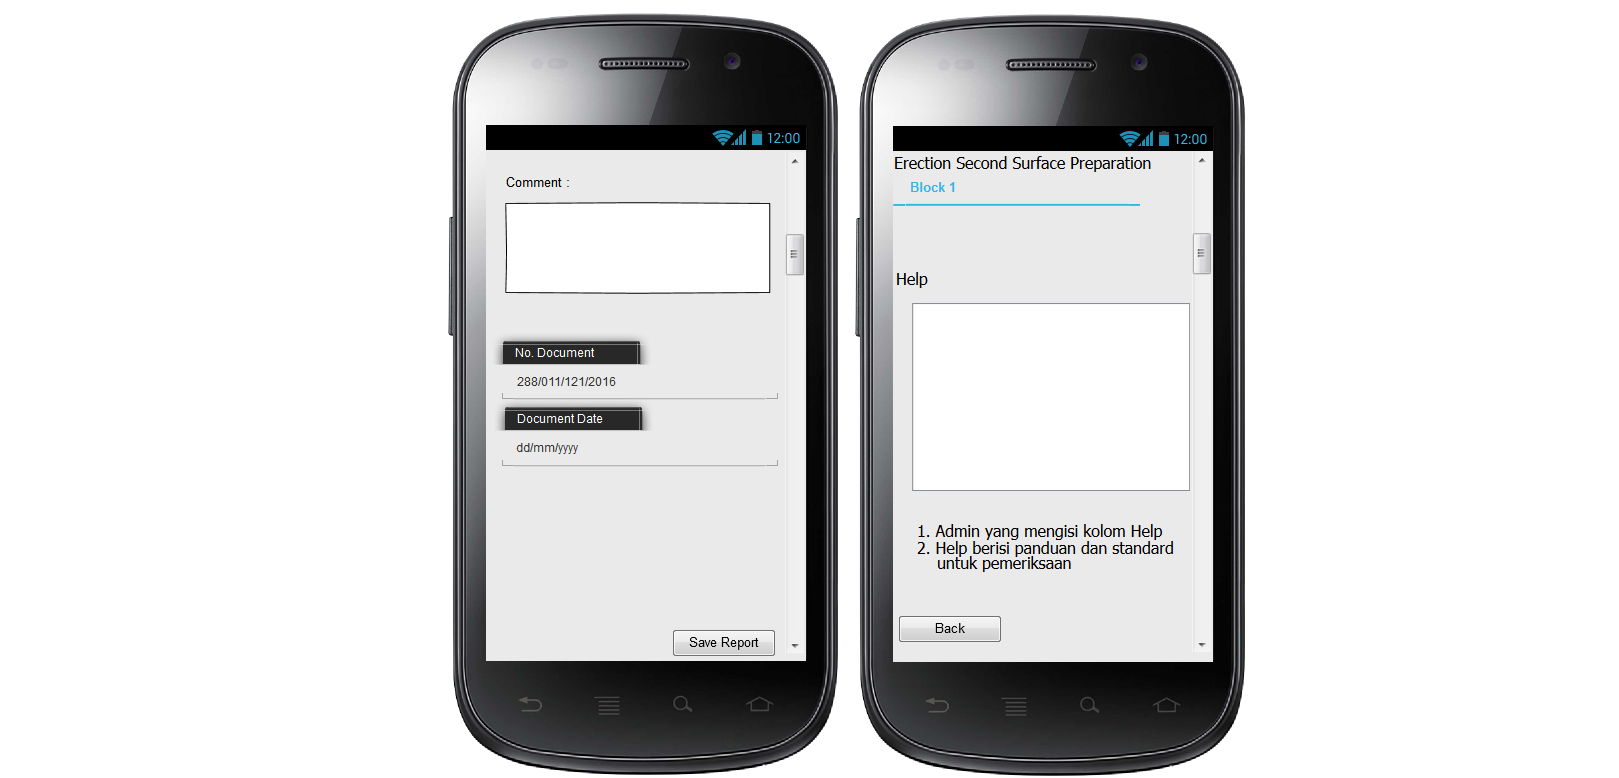 12:00
Comment :
No. Document
288/011/121/2016
Document Date
dd/mm/yyyy
Save Report
12:00
Erection Second Surface Preparation
Block 1
Help
1. Admin yang mengisi kolom Help
2. Help berisi panduan dan standard
untuk pemeriksaan
Back